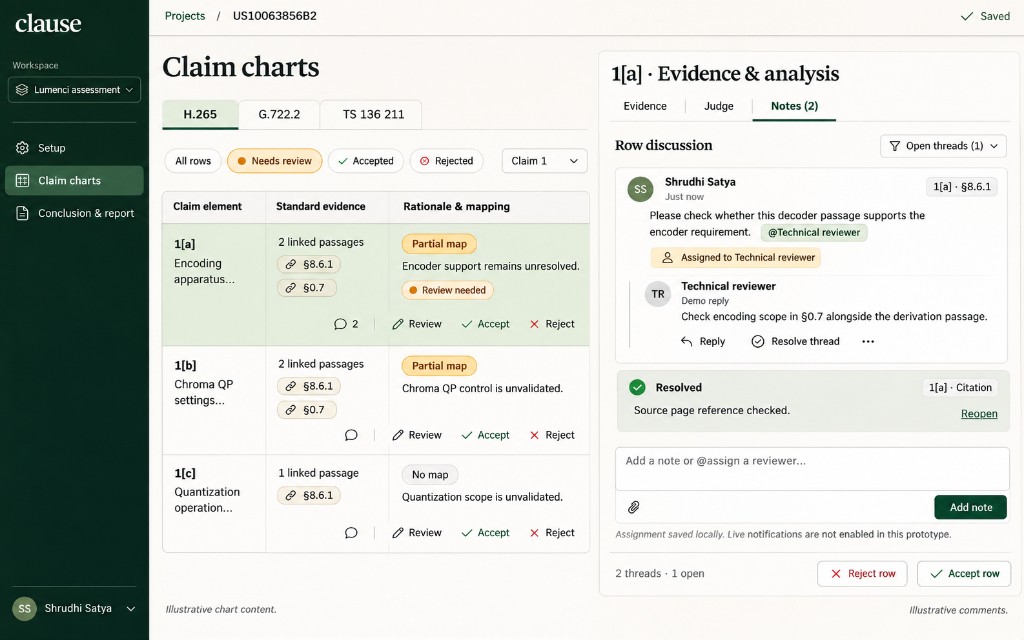 clause
Workspace
Lumenci assessment
Setup
Claim charts
Conclusion & report
SS Shrudhi Satya
Projects / US10063856B2
Saved
Claim charts
H.265 G.722.2 TS 136 211
All rows Needs review Accepted Rejected Claim 1
Claim element Standard evidence Rationale & mapping
1[a]
Encoding
apparatus...
2 linked passages
§8.6.1
§0.7
Partial map
Encoder support remains unresolved.
Review needed
2 Review Accept Reject
1[b]
Chroma QP
settings...
2 linked passages
§8.6.1
§0.7
Partial map
Chroma QP control is unvalidated.
Review Accept Reject
1[c]
Quantization
operation...
1 linked passage
§8.6.1
No map
Quantization scope is unvalidated.
Review Accept Reject
Illustrative chart content.
1[a] · Evidence & analysis
Evidence Judge Notes (2)
Row discussion
Open threads (1)
SS
Shrudhi Satya
Just now
1[a] · §8.6.1
Please check whether this decoder passage supports the
encoder requirement. @Technical reviewer
Assigned to Technical reviewer
TR
Technical reviewer
Demo reply
Check encoding scope in §0.7 alongside the derivation passage.
Reply Resolve thread ...
Resolved
1[a] · Citation
Source page reference checked.
Reopen
Add a note or @assign a reviewer...
Add note
Assignment saved locally. Live notifications are not enabled in this prototype.
2 threads · 1 open
Reject row Accept row
Illustrative comments.